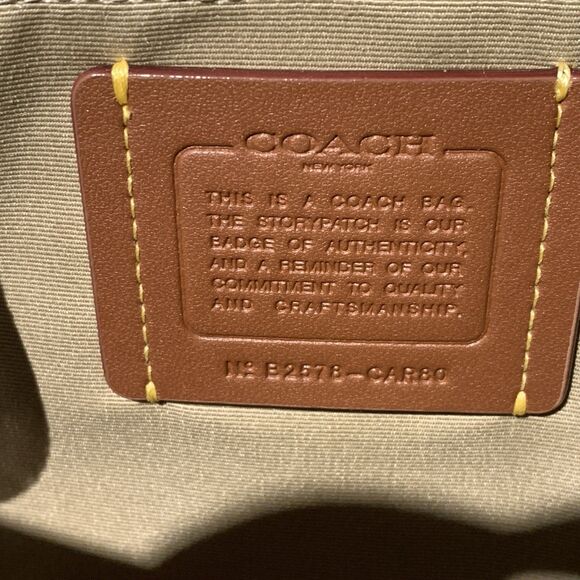 COACH
NEW YORK
THIS IS A COACH BAG.
THE STORYPATCH IS OUR
BADGE OF AUTHENTICITY,
AND A REMINDER OF OUR
COMMITMENT TO QUALITY
AND CRAFTSMANSHIP.
Nº B2578-CAR80